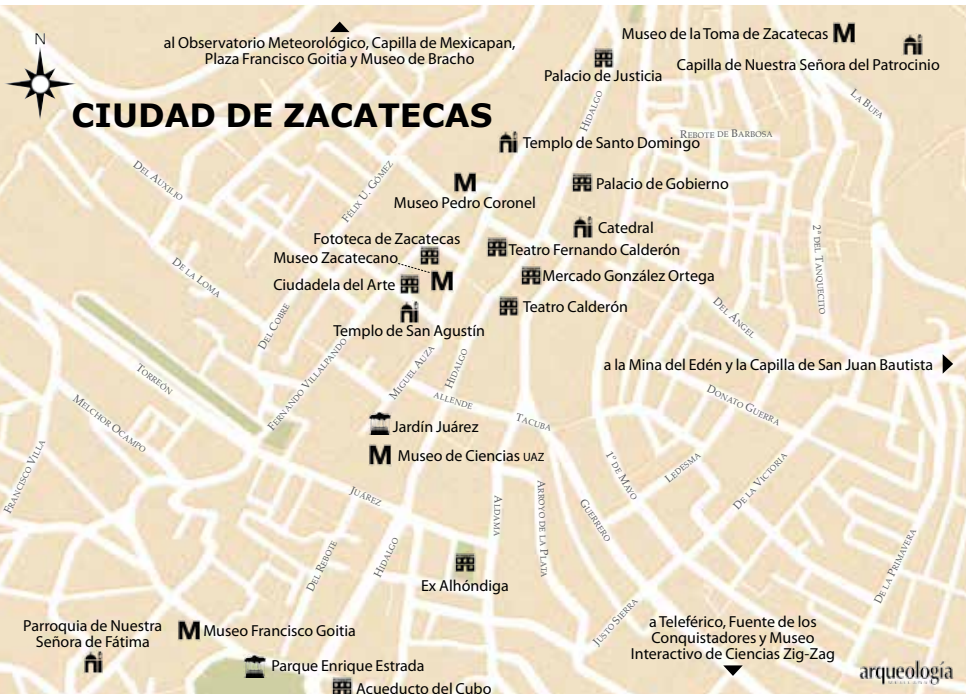 N
al Observatorio Meteorológico, Capilla de Mexicapan,
Plaza Francisco Goitia y Museo de Bracho
Museo de la Toma de Zacatecas M
Capilla de Nuestra Señora del Patrocinio
Palacio de Justicia
CIUDAD DE ZACATECAS
HIDALGO
LA BUFA
REBOTE DE BARBOSA
Templo de Santo Domingo
DEL AUXILIO
FÉLIX U. GÓMEZ
M
Museo Pedro Coronel
Palacio de Gobierno
Catedral
2ª DEL TANQUECITO
Fototeca de Zacatecas
Museo Zacatecano
M
Teatro Fernando Calderón
DE LA LOMA
Ciudadela del Arte
Mercado González Ortega
Teatro Calderón
DEL COBRE
Templo de San Agustín
DEL ÁNGEL
FERNANDO VILLALPANDO
MIGUEL AUZA
HIDALGO
a la Mina del Edén y la Capilla de San Juan Bautista
TORREÓN
MELCHOR OCAMPO
ALLENDE
TACUBA
DONATO GUERRA
Jardín Juárez
M Museo de Ciencias UAZ
FRANCISCO VILLA
1º DE MAYO
LEDESMA
DE LA VICTORIA
JUÁREZ
ALDAMA
ARROYO DE LA PLATA
GUERRERO
HIDALGO
DEL REBOTE
DE LA PRIMAVERA
Ex Alhóndiga
JUSTO SIERRA
Parroquia de Nuestra
Señora de Fátima
M Museo Francisco Goitia
a Teleférico, Fuente de los
Conquistadores y Museo
Interactivo de Ciencias Zig-Zag
Parque Enrique Estrada
Acueducto del Cubo
arqueología